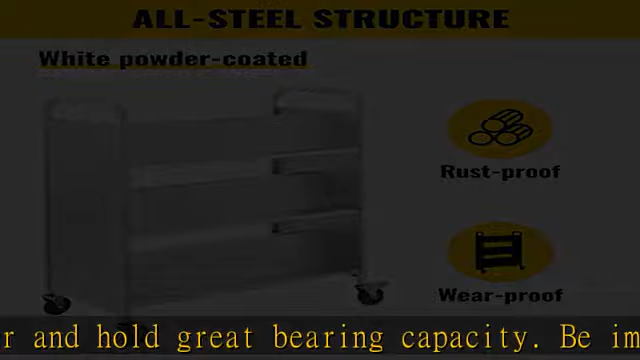 ALL-STEEL STRUCTURE
White powder-coated
Rust-proof
Wear-proof
r and hold great bearing capacity. Be im